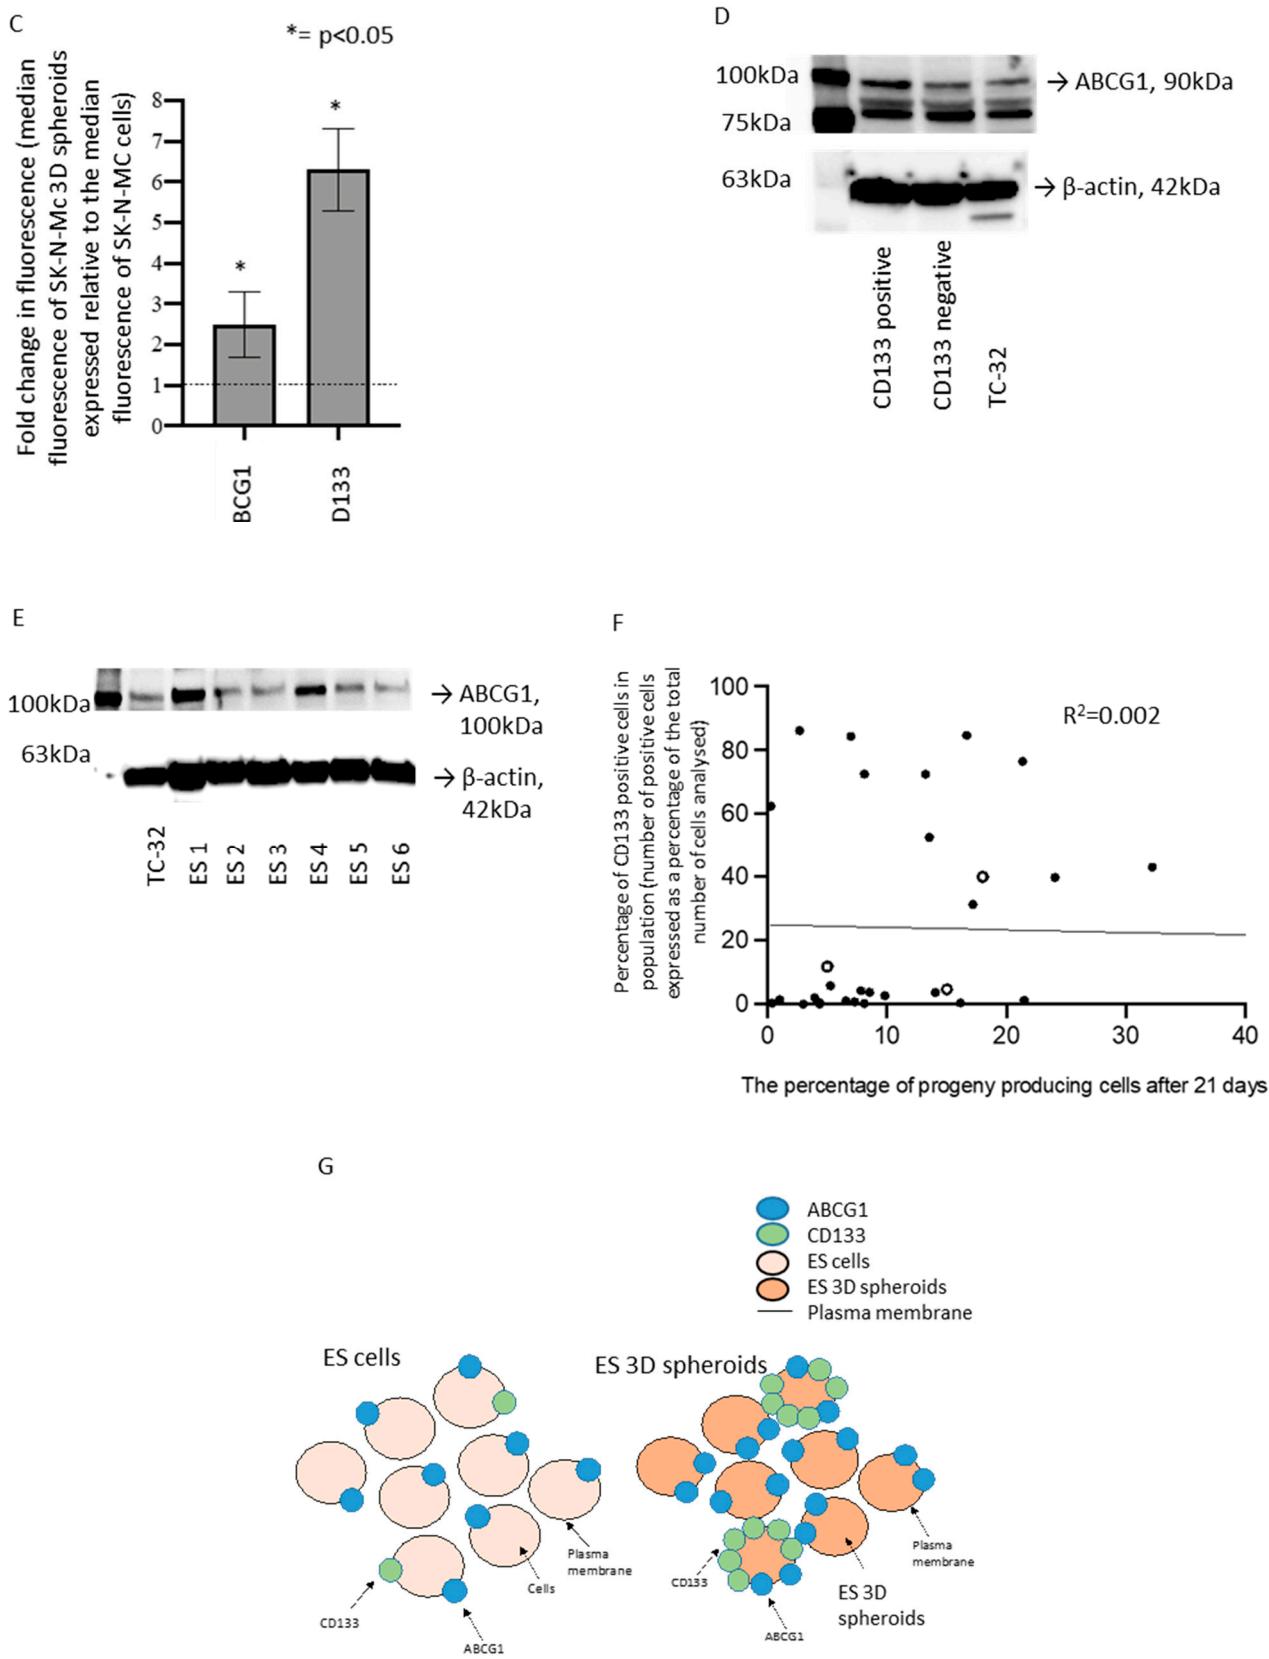 C
*= p<0.05
Fold change in fluorescence (median
fluorescence of SK-N-Mc 3D spheroids
expressed relative to the median
fluorescence of SK-N-MC cells)
8
7
6
5
4
3
2
1
0
*
*
BCG1
D133
D
100kDa
75kDa
63kDa
→ ABCG1, 90kDa
→ β-actin, 42kDa
CD133 positive
CD133 negative
TC-32
E
100kDa
63kDa
→ ABCG1,
100kDa
→ β-actin,
42kDa
TC-32
ES 1
ES 2
ES 3
ES 4
ES 5
ES 6
F
Percentage of CD133 positive cells in
population (number of positive cells
expressed as a percentage of the total
number of cells analysed)
100
80
60
40
20
0
R²=0.002
0 10 20 30 40
The percentage of progeny producing cells after 21 days
G
ABCG1
CD133
ES cells
ES 3D spheroids
Plasma membrane
ES cells
ES 3D spheroids
Plasma
membrane
Cells
CD133
ABCG1
Plasma
membrane
CD133
ES 3D
spheroids
ABCG1